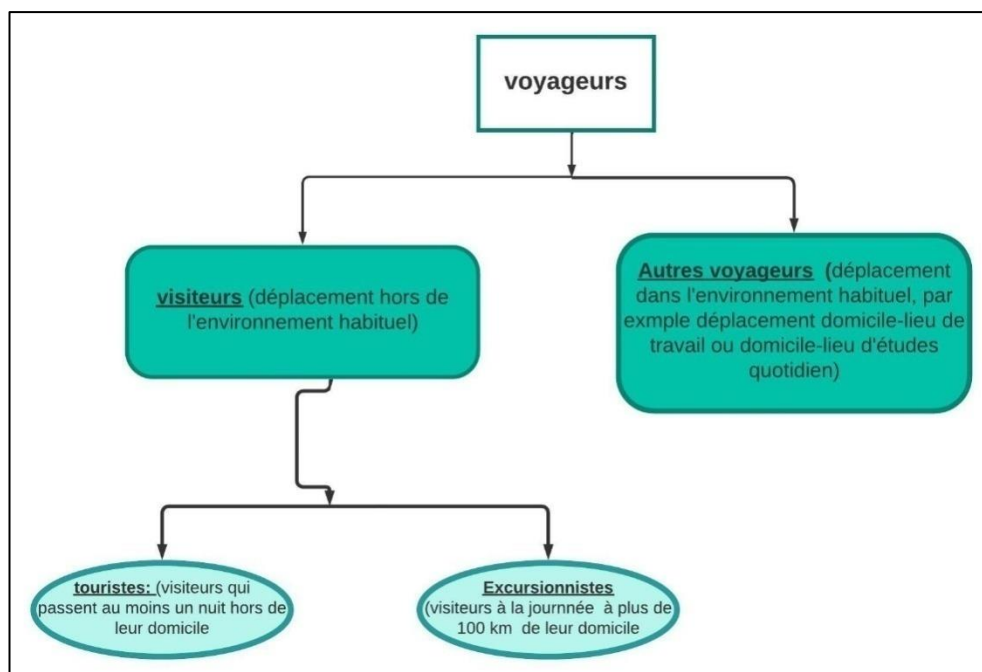 voyageurs
visiteurs (déplacement hors de
l'environnement habituel)
Autres voyageurs (déplacement
dans l'environnement habituel, par
exmple déplacement domicile-lieu de
travail ou domicile-lieu d'études
quotidien)
touristes: (visiteurs qui
passent au moins un nuit hors de
leur domicile
Excursionnistes
(visiteurs à la journnée à plus de
100 km de leur domicile